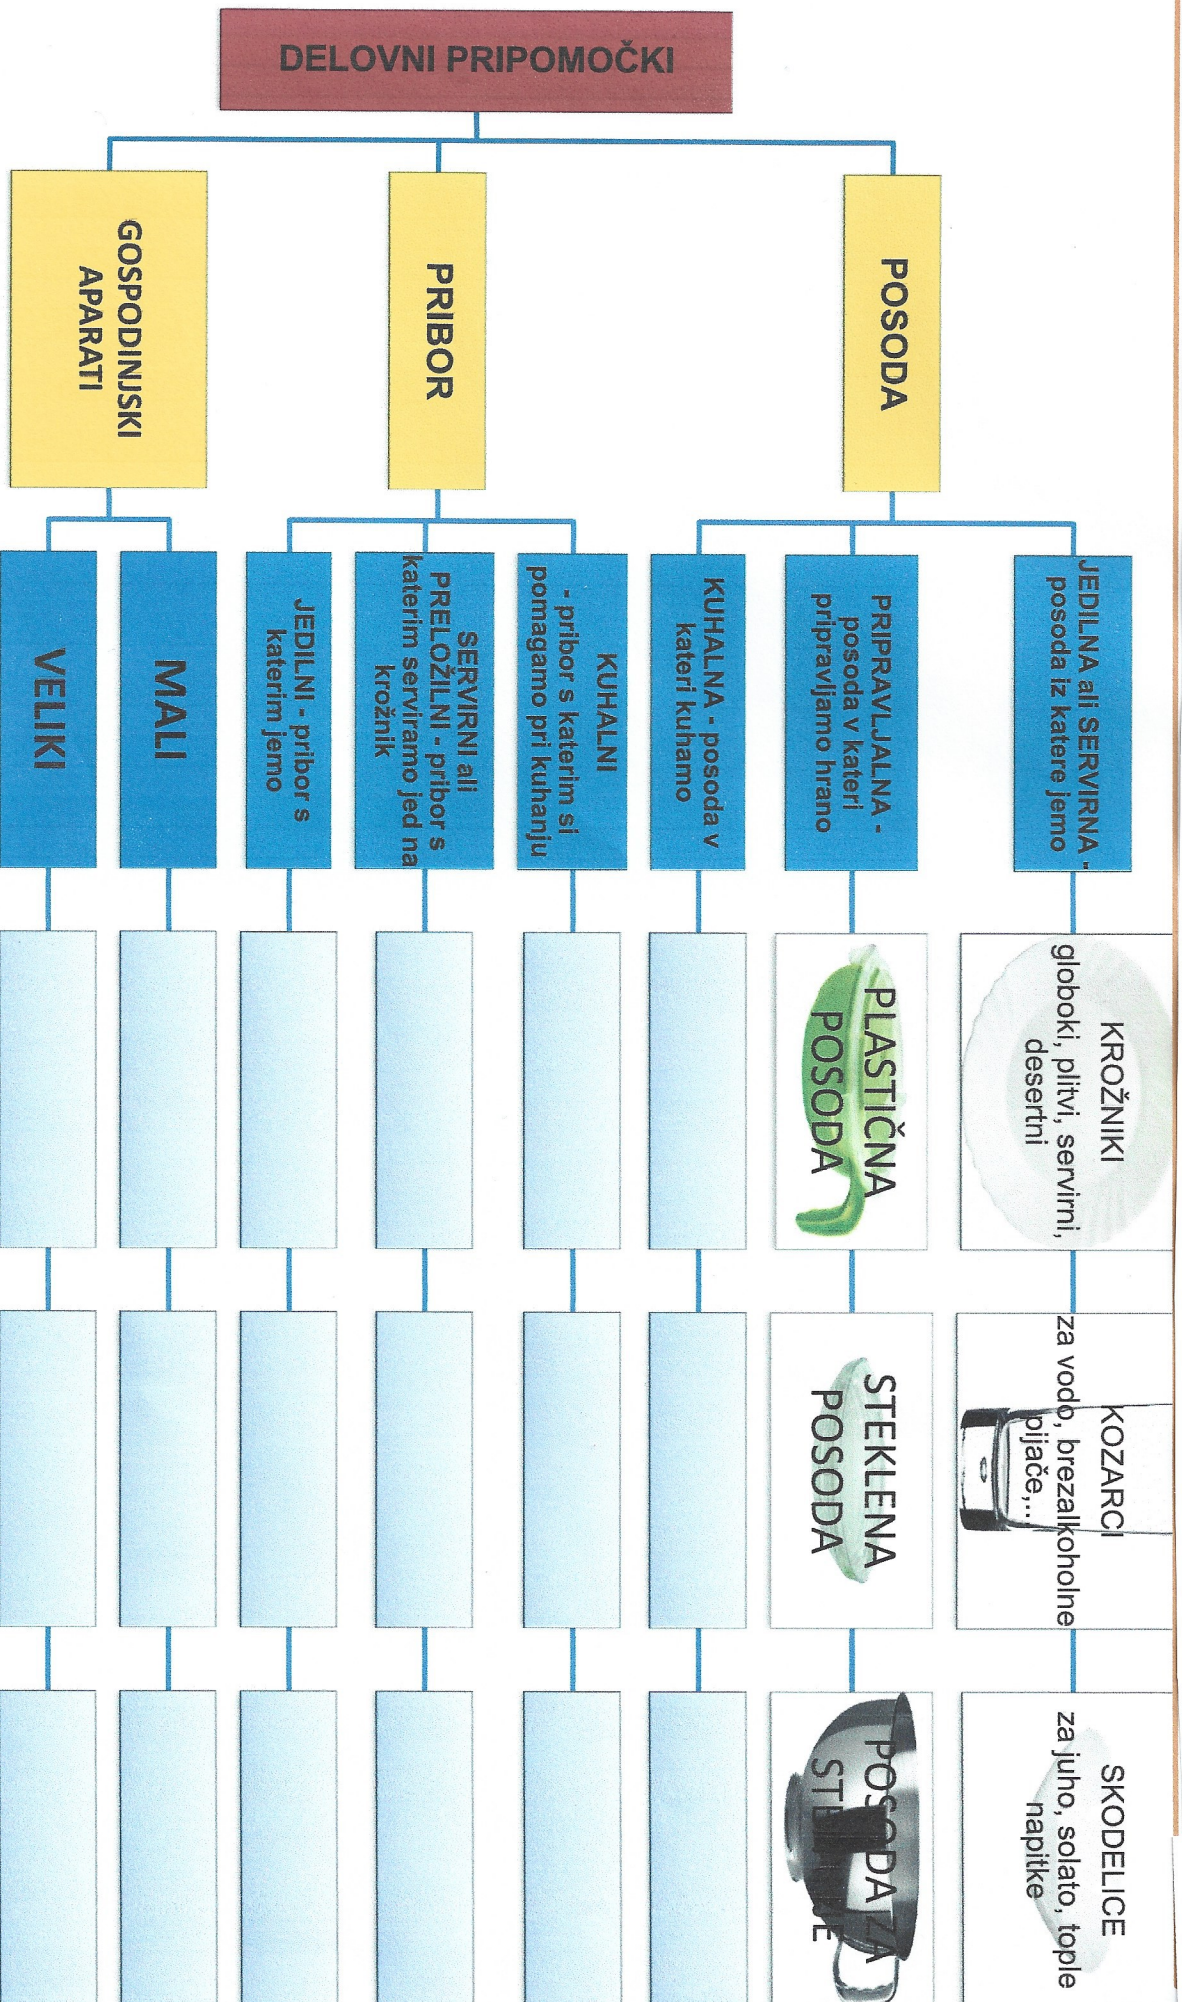 DELOVNI PRIPOMOČKI
POSODA
JEDILNA ali SERVIRNA -
posoda iz katere jemo
KROŽNIKI
globoki, plitvi, servirni,
desertni
KOZARCI
za vodo, brezalkoholne
pijače,..
SKODELICE
za juho, solato, tople
napitke
PRIPRAVLJALNA -
posoda v kateri
pripravljamo hrano
PLASTIČNA
POSODA
STEKLENA
POSODA
POSODA IZA
KUHALNA - posoda v
kateri kuhamo
PRIBOR
KUHALNI
- pribor s katerim si
pomagamo pri kuhanju
SERVIRNI ali
PRELOŽILNI - pribor s
katerim serviramo jed na
krožnik
JEDILNI - pribor s
katerim jemo
GOSPODINJSKI
APARATI
MALI
VELIKI